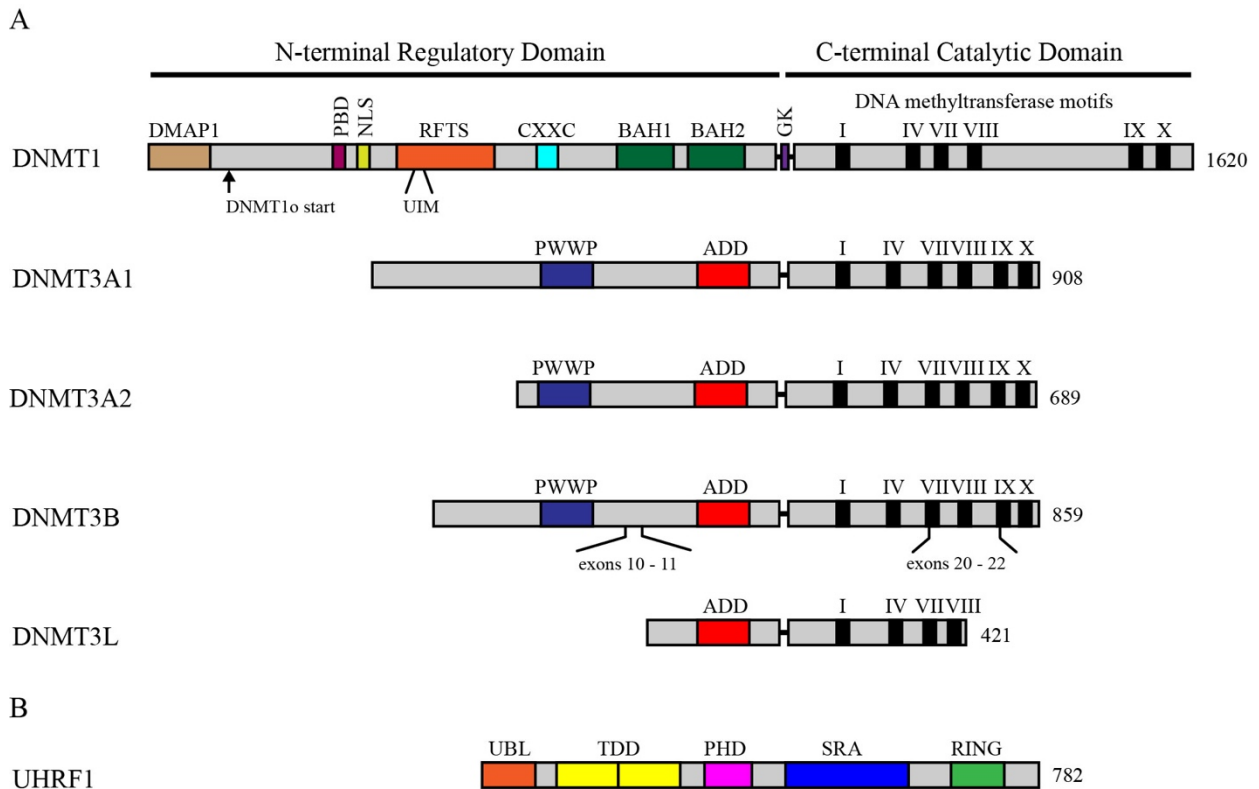 A
N-terminal Regulatory Domain C-terminal Catalytic Domain
DNA methyltransferase motifs
DMAP1 PBD NLS RFTS CXXC BAH1 BAH2 GK I IV VII VIII IX X
DNMT1 1620
DNMT1o start UIM
PWWP ADD I IV VII VIII IX X
DNMT3A1 908
PWWP ADD I IV VII VIII IX X
DNMT3A2 689
PWWP ADD I IV VII VIII IX X
DNMT3B 859
exons 10 - 11 exons 20 - 22
ADD I IV VII VIII
DNMT3L 421
B
UBL TDD PHD SRA RING
UHRF1 782